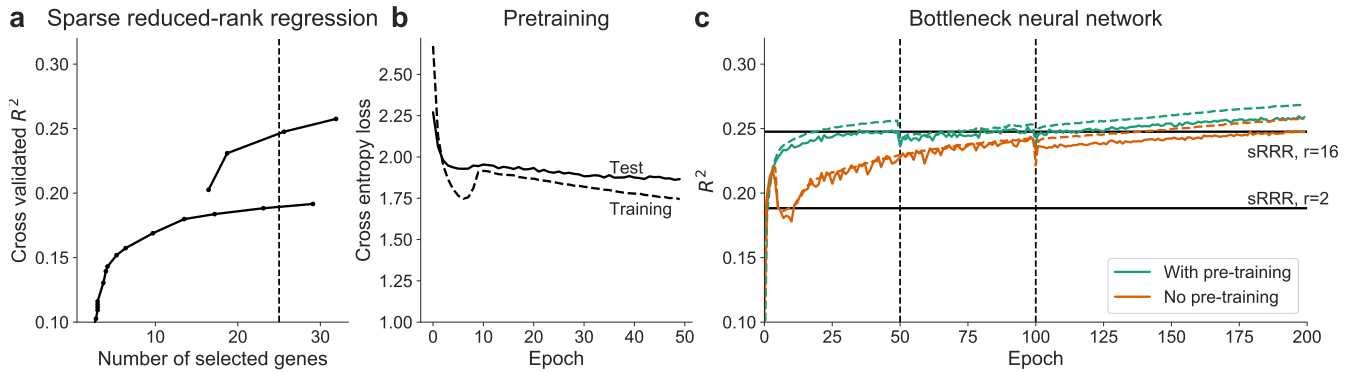 a Sparse reduced-rank regression
Cross validated R²
0.30
0.25
0.20
0.15
0.10
10 20 30
Number of selected genes
b Pretraining
Cross entropy loss
2.50
2.25
2.00
1.75
1.50
1.25
1.00
Test
Training
0 10 20 30 40 50
Epoch
c Bottleneck neural network
R²
0.30
0.25
0.20
0.15
0.10
sRRR, r=16
sRRR, r=2
With pre-training
No pre-training
0 25 50 75 100 125 150 175 200
Epoch